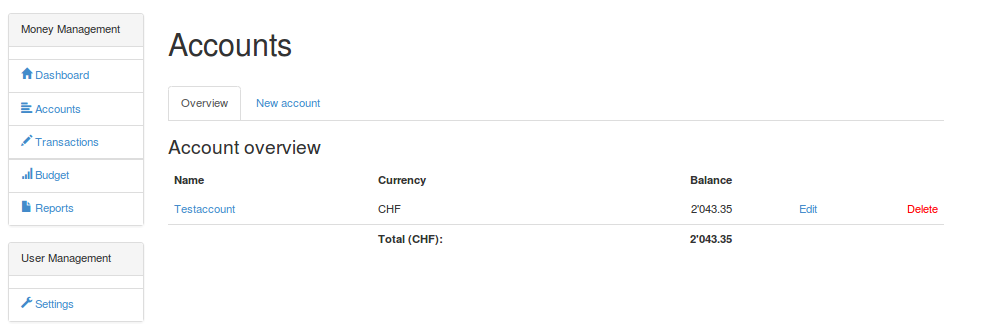 Money Management
Dashboard
Accounts
Transactions
Budget
Reports
User Management
Settings
Accounts
Overview New account
Account overview
Name Currency Balance
Testaccount CHF 2'043.35 Edit Delete
Total (CHF): 2'043.35